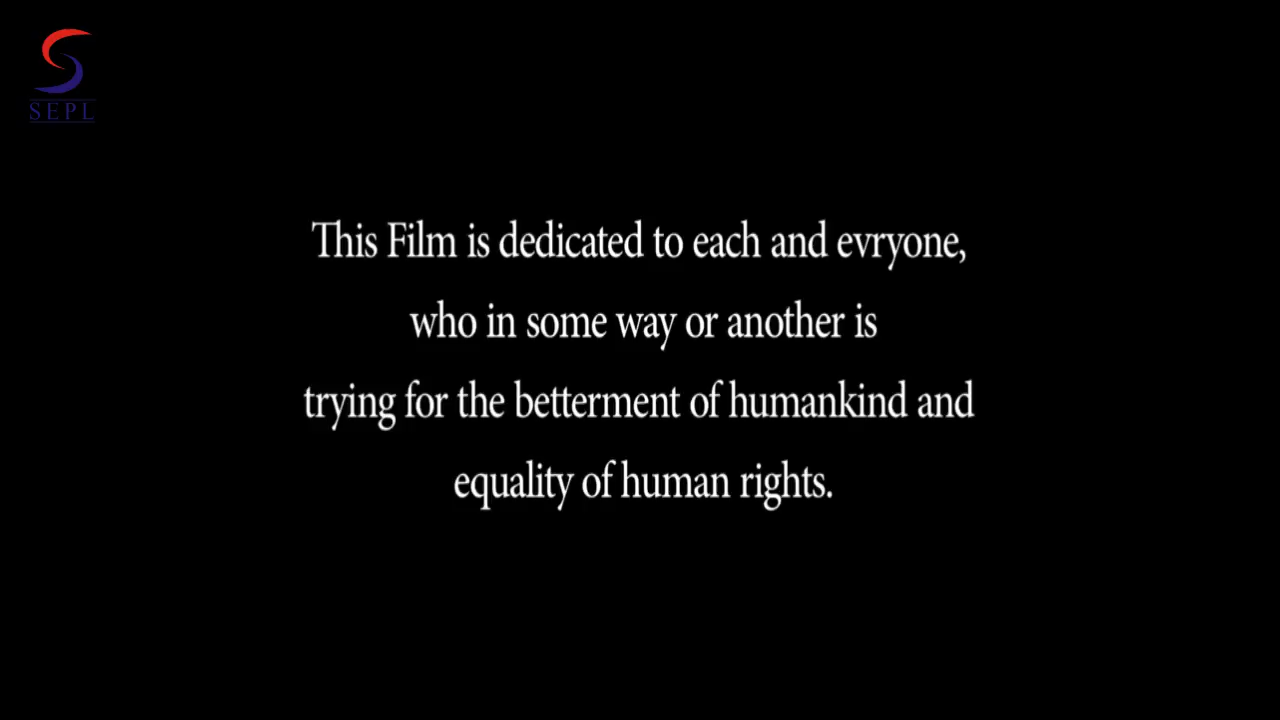 SEPL
This Film is dedicated to each and evryone,
who in some way or another is
trying for the betterment of humankind and
equality of human rights.